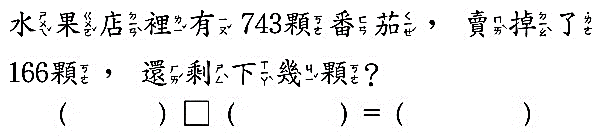 水果店裡有743顆番茄，賣掉了
166顆，還剩下幾顆？
(　　　)□(　　　)=(　　　)